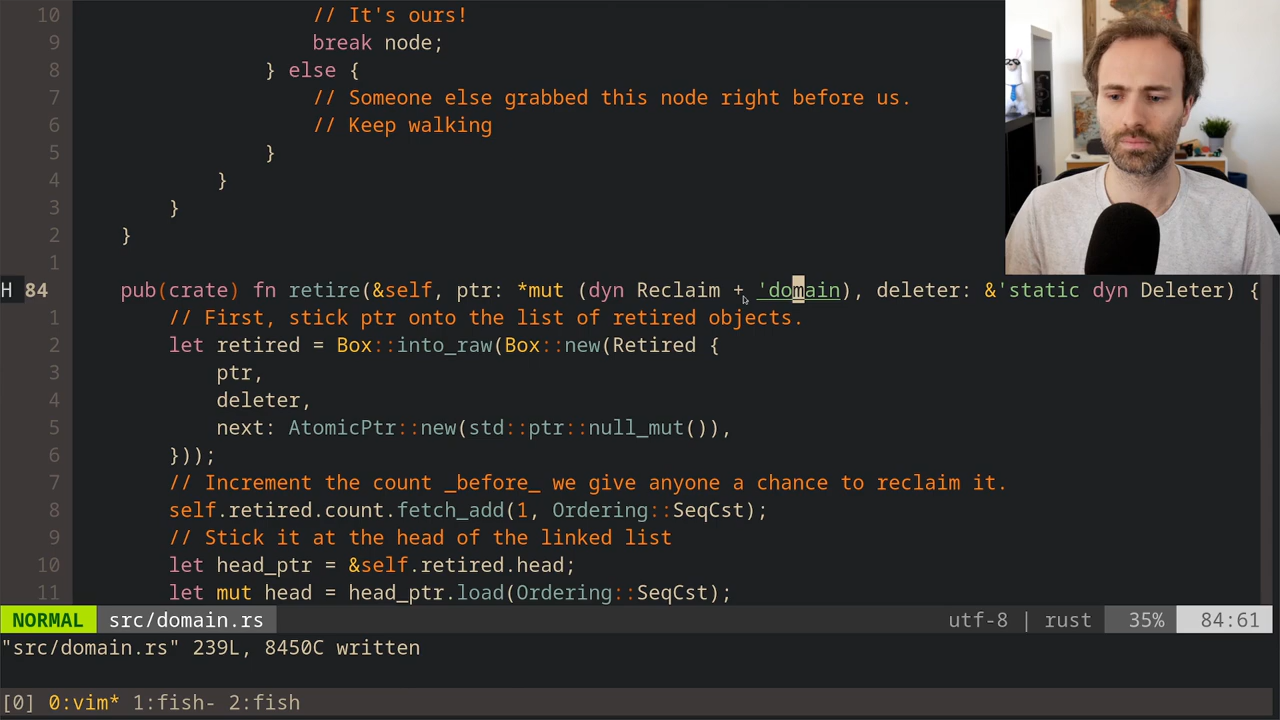 10 // It's ours!
9 break node;
8 } else {
7 // Someone else grabbed this node right before us.
6 // Keep walking
5 }
4 }
3 }
2 }
1
H 84 pub(crate) fn retire(&self, ptr: *mut (dyn Reclaim + 'domain), deleter: &'static dyn Deleter) {
1 // First, stick ptr onto the list of retired objects.
2 let retired = Box::into_raw(Box::new(Retired {
3 ptr,
4 deleter,
5 next: AtomicPtr::new(std::ptr::null_mut()),
6 }));
7 // Increment the count _before_ we give anyone a chance to reclaim it.
8 self.retired.count.fetch_add(1, Ordering::SeqCst);
9 // Stick it at the head of the linked list
10 let head_ptr = &self.retired.head;
11 let mut head = head_ptr.load(Ordering::SeqCst);
NORMAL src/domain.rs utf-8 | rust 35% 84:61
"src/domain.rs" 239L, 8450C written
[0] 0:vim* 1:fish- 2:fish